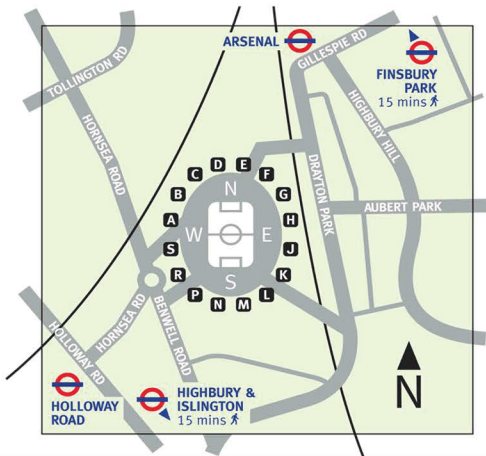 ARSENAL
GILLESPIE RD
TOLLINGTON RD
FINSBURY
PARK
15 mins
HORNSEA ROAD
HIGHBURY HILL
DRAYTON PARK
D
E
C
F
B
G
N
A
H
W
E
AUBERT PARK
S
J
R
K
S
P
L
N
M
HORNSEA RD
BENWELL ROAD
HOLLOWAY RD
HOLLOWAY
ROAD
HIGHBURY &
ISLINGTON
15 mins
N